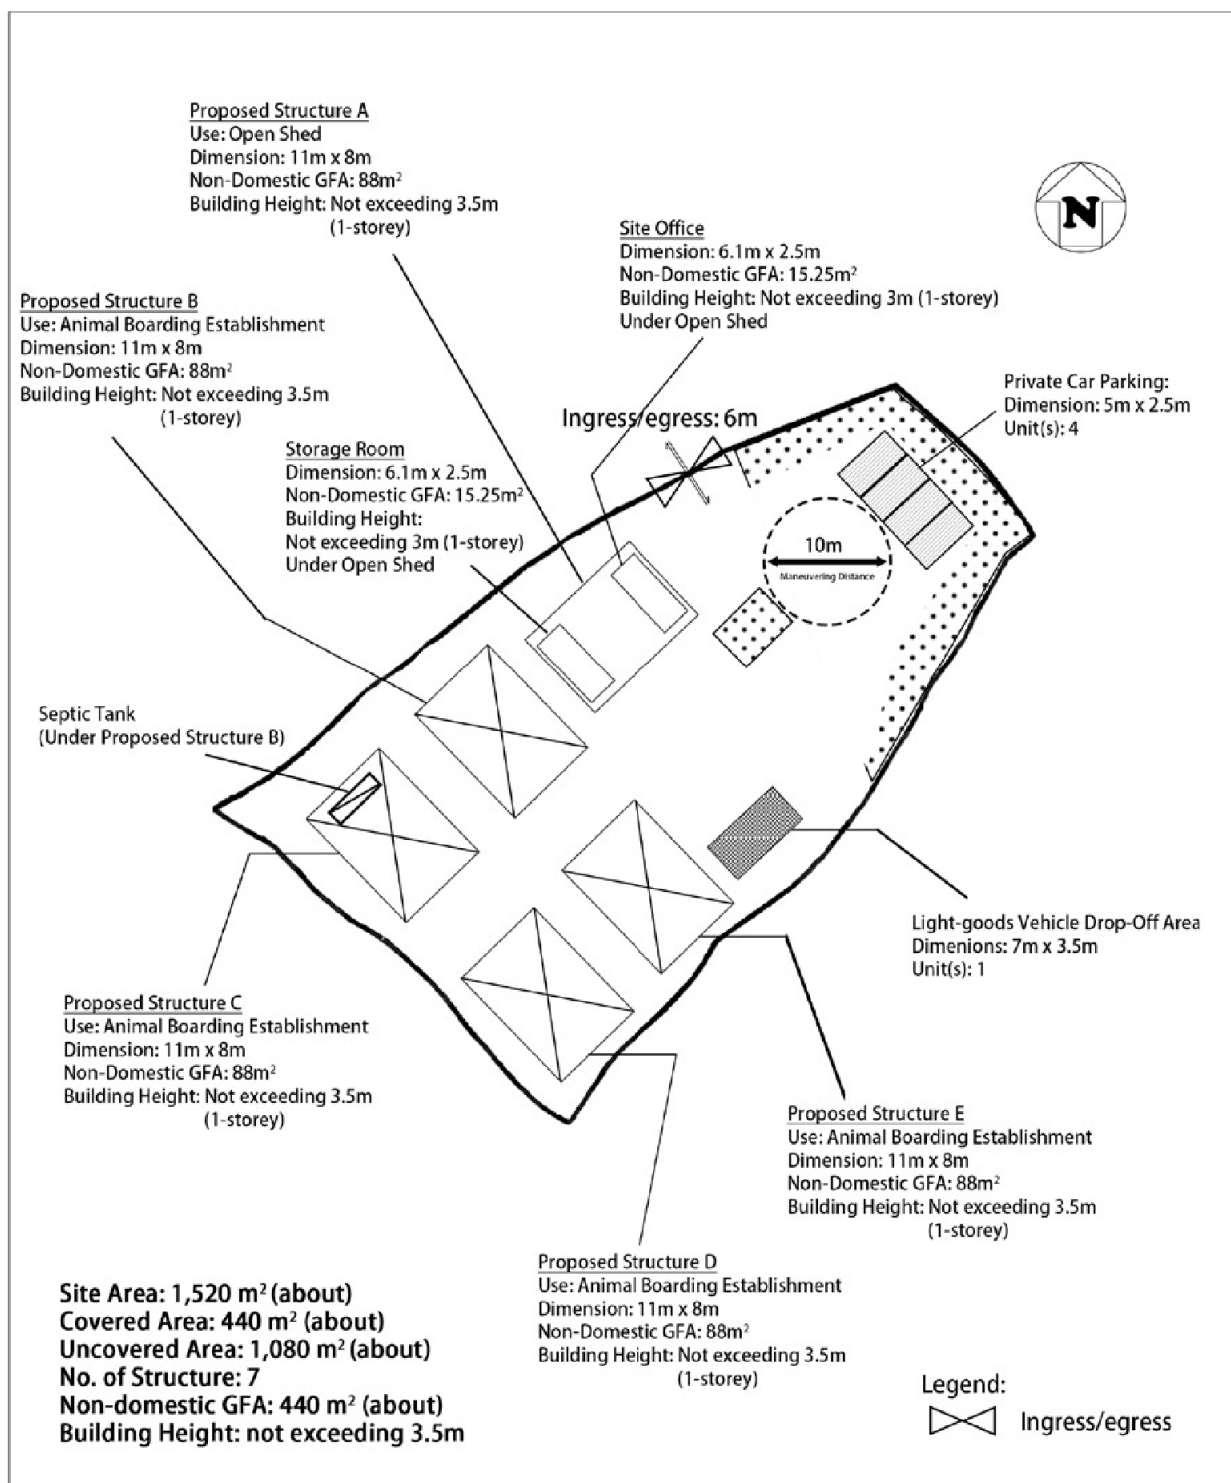 Proposed Structure A
Use: Open Shed
Dimension: 11m x 8m
Non-Domestic GFA: 88m²
Building Height: Not exceeding 3.5m
(1-storey)
N
Site Office
Dimension: 6.1m x 2.5m
Non-Domestic GFA: 15.25m²
Building Height: Not exceeding 3m (1-storey)
Under Open Shed
Proposed Structure B
Use: Animal Boarding Establishment
Dimension: 11m x 8m
Non-Domestic GFA: 88m²
Building Height: Not exceeding 3.5m
(1-storey)
Private Car Parking:
Dimension: 5m x 2.5m
Unit(s): 4
Ingress/egress: 6m
Storage Room
Dimension: 6.1m x 2.5m
Non-Domestic GFA: 15.25m²
Building Height:
Not exceeding 3m (1-storey)
Under Open Shed
10m
Maneuvering Distance
Septic Tank
(Under Proposed Structure B)
Light-goods Vehicle Drop-Off Area
Dimenions: 7m x 3.5m
Unit(s): 1
Proposed Structure C
Use: Animal Boarding Establishment
Dimension: 11m x 8m
Non-Domestic GFA: 88m²
Building Height: Not exceeding 3.5m
(1-storey)
Proposed Structure E
Use: Animal Boarding Establishment
Dimension: 11m x 8m
Non-Domestic GFA: 88m²
Building Height: Not exceeding 3.5m
(1-storey)
Proposed Structure D
Use: Animal Boarding Establishment
Dimension: 11m x 8m
Non-Domestic GFA: 88m²
Building Height: Not exceeding 3.5m
(1-storey)
Site Area: 1,520 m² (about)
Covered Area: 440 m² (about)
Uncovered Area: 1,080 m² (about)
No. of Structure: 7
Non-domestic GFA: 440 m² (about)
Building Height: not exceeding 3.5m
Legend:
Ingress/egress